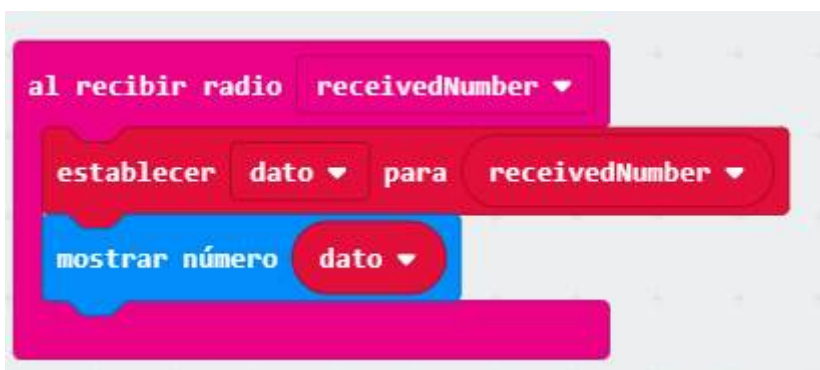 al recibir radio receivedNumber
establecer dato para receivedNumber
mostrar número dato